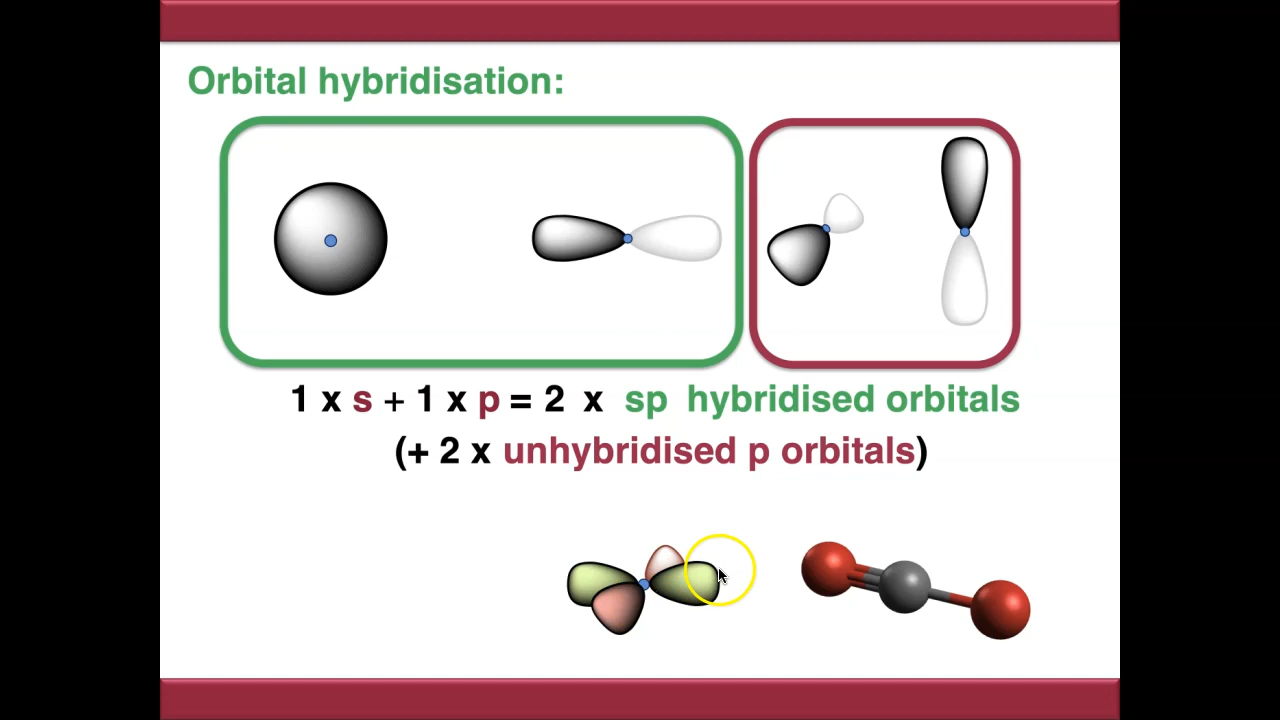 Orbital hybridisation:
1 x s + 1 x p = 2 x sp hybridised orbitals
(+ 2 x unhybridised p orbitals)